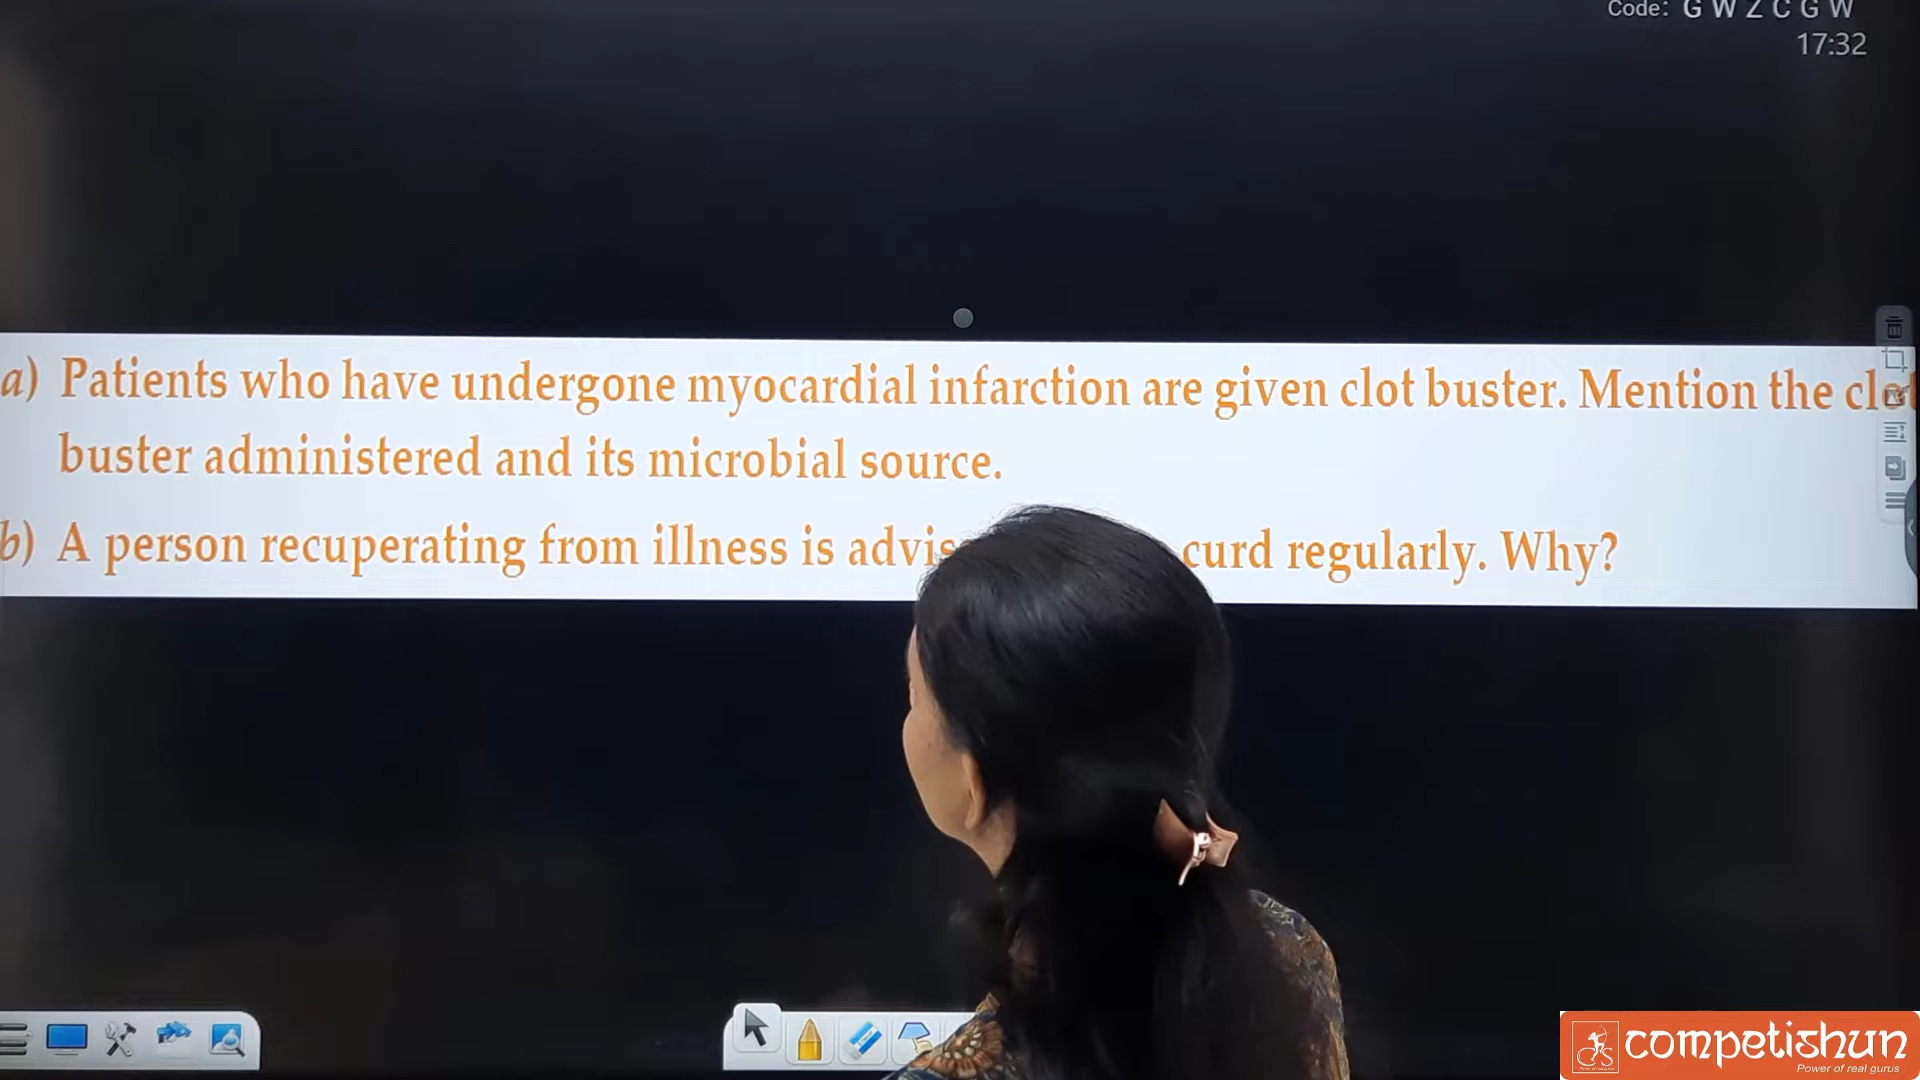 Code: G W Z C G W
17:32
a) Patients who have undergone myocardial infarction are given clot buster. Mention the clot
buster administered and its microbial source.
b) A person recuperating from illness is curd regularly. Why?
competishun
Power of real gurus